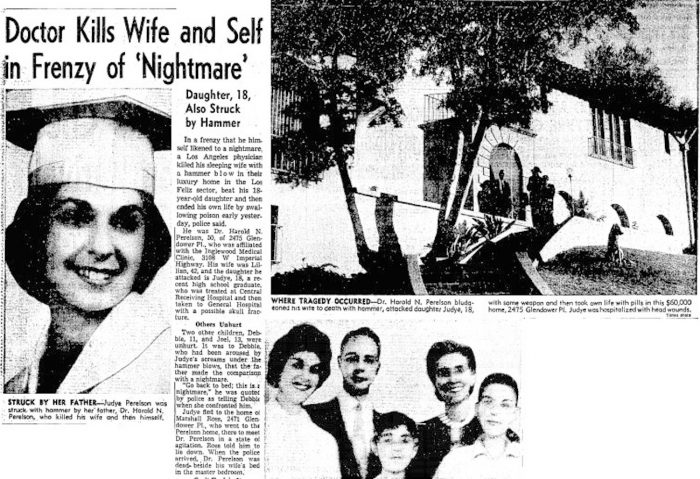 Doctor Kills Wife and Self
in Frenzy of 'Nightmare'
Daughter, 18,
Also Struck
by Hammer
In a frenzy that he him-
self likened to a nightmare,
a Los Angeles physician
killed his sleeping wife with
a hammer blow in their
luxury home in the Los
Feliz sector, beat his 18-
year-old daughter and then
ended his own life by swal-
lowing poison early yester-
day, police said.
He was Dr. Harold N.
Perelson, 50, of 2475 Glen-
dower Pl., who was affiliated
with the Inglewood Medical
Clinic, 3108 W Imperial
Highway. His wife was Lil-
lian, 42, and the daughter he
attacked is Judye, 18, a re-
cent high school graduate,
who was treated at Central
Receiving Hospital and then
taken to General Hospital
with a possible skull frac-
ture.
Others Unhurt
Two other children, Deb-
bie, 11, and Joel, 13, were
unhurt. It was to Debbie,
who had been aroused by
Judye's screams under the
hammer blows, that the fa-
ther made the comparison
with a nightmare.
"Go back to bed; this is a
nightmare," he was quoted
by police as telling Debbie
when she confronted him.
Judye fled to the home of
Marshall Ross, 2471 Glen-
dower Pl., who went to the
Perelson home, there to meet
Dr. Perelson in a state of
agitation. Ross told him to
lie down. When the police
arrived, Dr. Perelson was
dead beside his wife's bed
in the master bedroom.
STRUCK BY HER FATHER—Judye Perelson was
struck with hammer by her father, Dr. Harold N.
Perelson, who killed his wife and then himself.
WHERE TRAGEDY OCCURRED—Dr. Harold N. Perelson bludg-
eoned his wife to death with hammer, attacked daughter Judye, 18,
with same weapon and then took own life with pills in this $60,000
home, 2475 Glendower Pl. Judye was hospitalized with head wounds.
Times photo